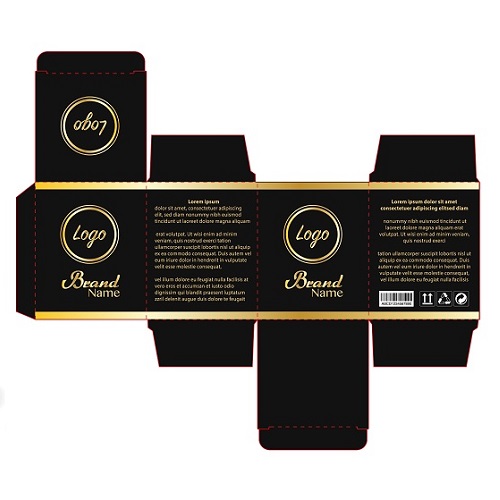 Logo
Logo
Brand
Name
Lorem ipsum
dolor sit amet, consectetuer adipiscing
elit, sed diam nonummy nibh euismod
tincidunt ut laoreet dolore magna aliquam
erat volutpat. Ut wisi enim ad minim
veniam, quis nostrud exerci tation
ullamcorper suscipit lobortis nisl ut aliquip
ex ea commodo consequat. Duis autem vel
eum iriure dolor in hendrerit in vulputate
velit esse molestie consequat,
vel illum dolore eu feugiat nulla facilisis at
vero eros et accumsan et iusto odio
dignissim qui blandit praesent luptatum
zzril delenit augue duis dolore te feugait
Logo
Brand
Name
Lorem ipsum dolor sit amet
consectetuer adipiscing elitsed diam
nonummy nibh euismod tincidunt ut
laoreet dolore magna aliquam erat
volutpat. Ut wisi enim ad minim veniam,
quis nostrud exerci
tation ullamcorper suscipit lobortis nisl ut
aliquip ex ea commodo consequat. Duis
autem vel eum iriure dolor in hendrerit in
vulputate velit esse molestie consequat,
vel illum dolore eu feugiat nulla facilisis